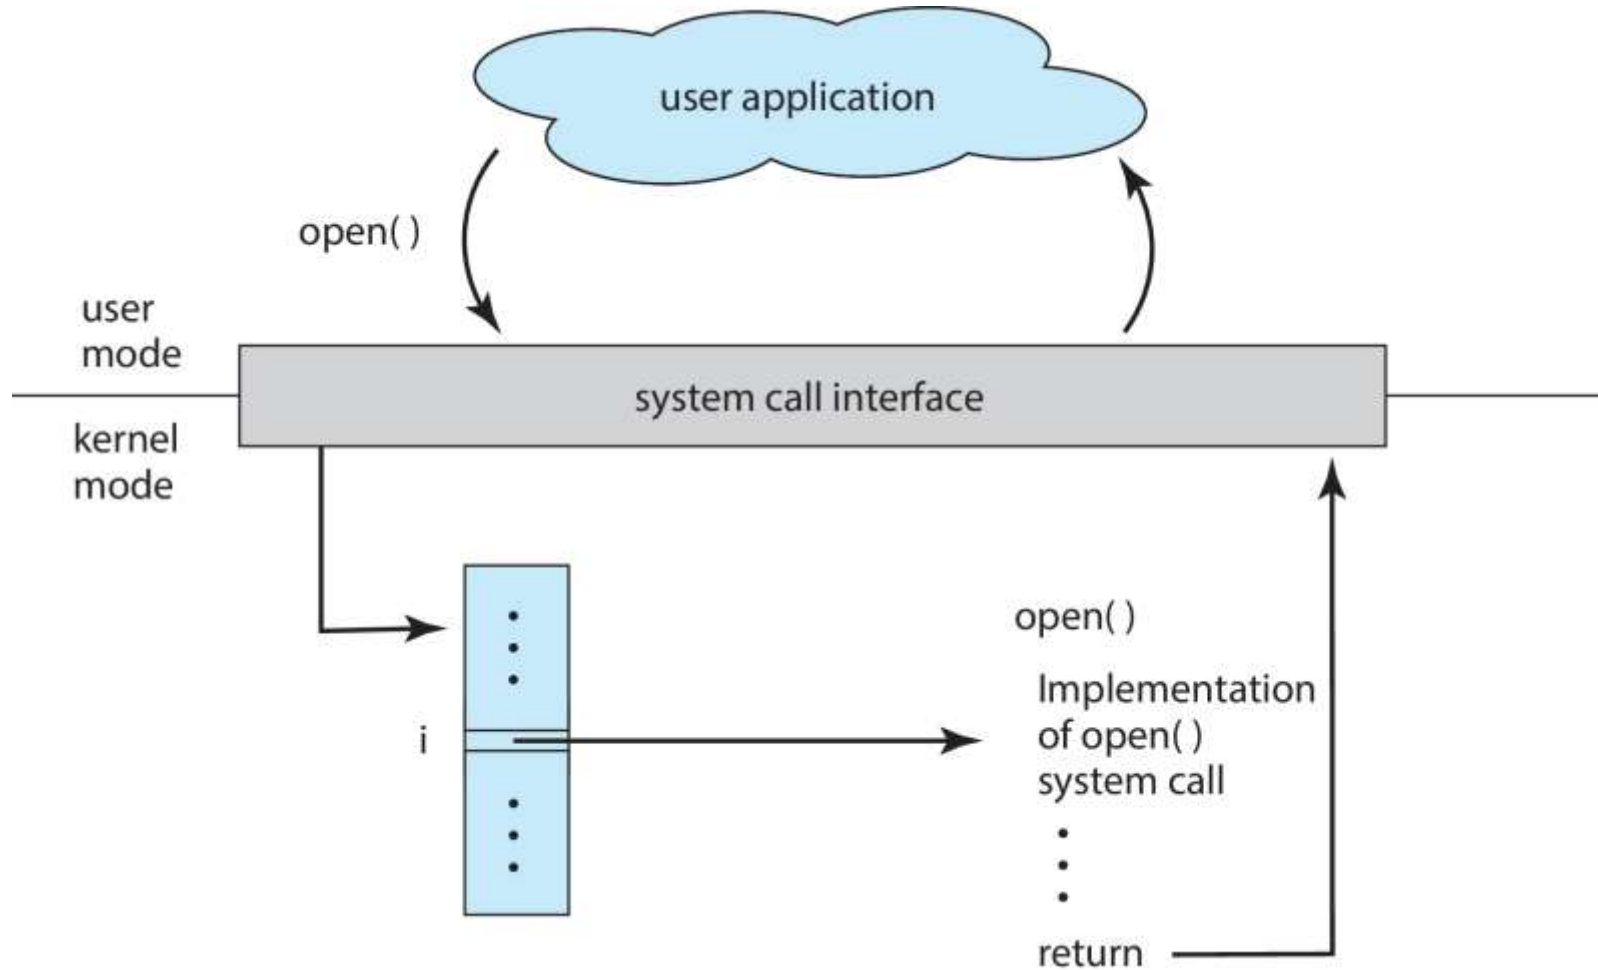 user application
open( )
user
mode
system call interface
kernel
mode
open( )
Implementation
of open( )
system call
i
return